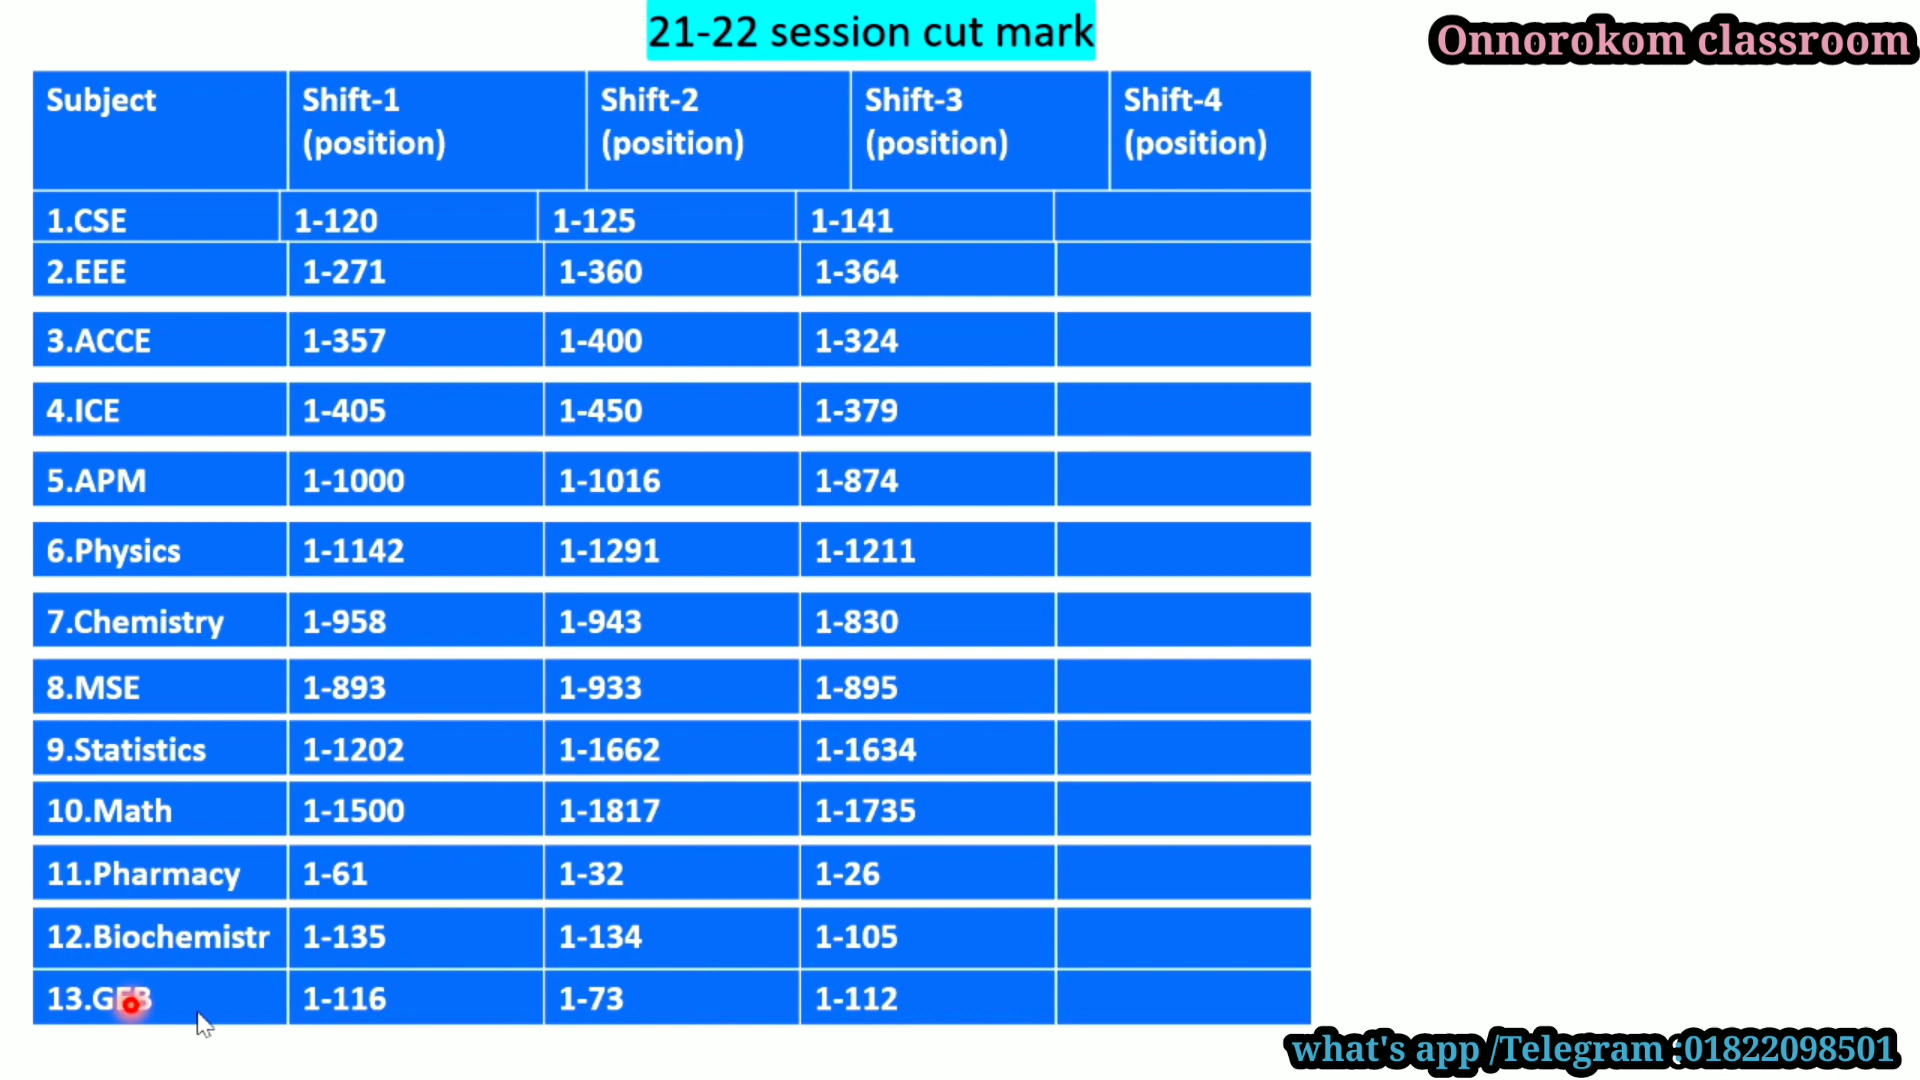 21-22 session cut mark
Onnorokom classroom
Subject Shift-1 (position) Shift-2 (position) Shift-3 (position) Shift-4 (position)
1.CSE 1-120 1-125 1-141
2.EEE 1-271 1-360 1-364
3.ACCE 1-357 1-400 1-324
4.ICE 1-405 1-450 1-379
5.APM 1-1000 1-1016 1-874
6.Physics 1-1142 1-1291 1-1211
7.Chemistry 1-958 1-943 1-830
8.MSE 1-893 1-933 1-895
9.Statistics 1-1202 1-1662 1-1634
10.Math 1-1500 1-1817 1-1735
11.Pharmacy 1-61 1-32 1-26
12.Biochemistr 1-135 1-134 1-105
13.GEB 1-116 1-73 1-112
what's app /Telegram :01822098501